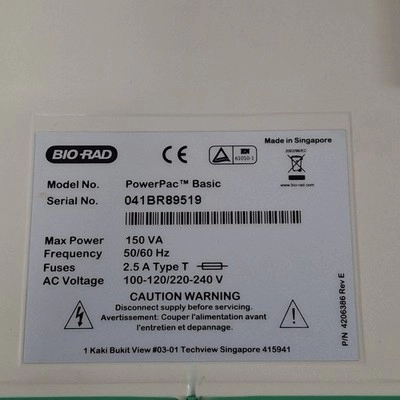 BIO-RAD
Made in Singapore
61010-1
www.bio-rad.com
Model No. PowerPac™ Basic
Serial No. 041BR89519
Max Power 150 VA
Frequency 50/60 Hz
Fuses 2.5 A Type T
AC Voltage 100-120/220-240 V
CAUTION WARNING
Disconnect supply before servicing.
Avertissement: Couper l'alimentation avant
l'entretien et depannage.
1 Kaki Bukit View #03-01 Techview Singapore 415941
P/N 4206386 Rev E